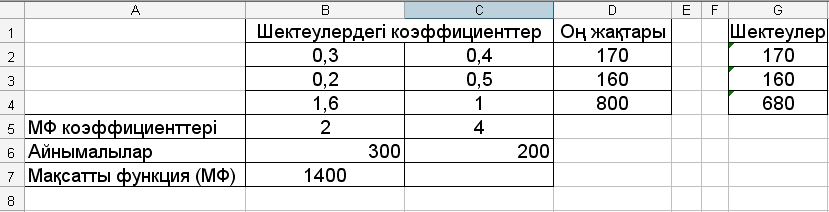 A B C D E F G
1 Шектеулердегі коэффициенттер Оң жақтары Шектеулер
2 0,3 0,4 170 170
3 0,2 0,5 160 160
4 1,6 1 800 680
5 МФ коэффициенттері 2 4
6 Айнымалылар 300 200
7 Мақсатты функция (МФ) 1400
8